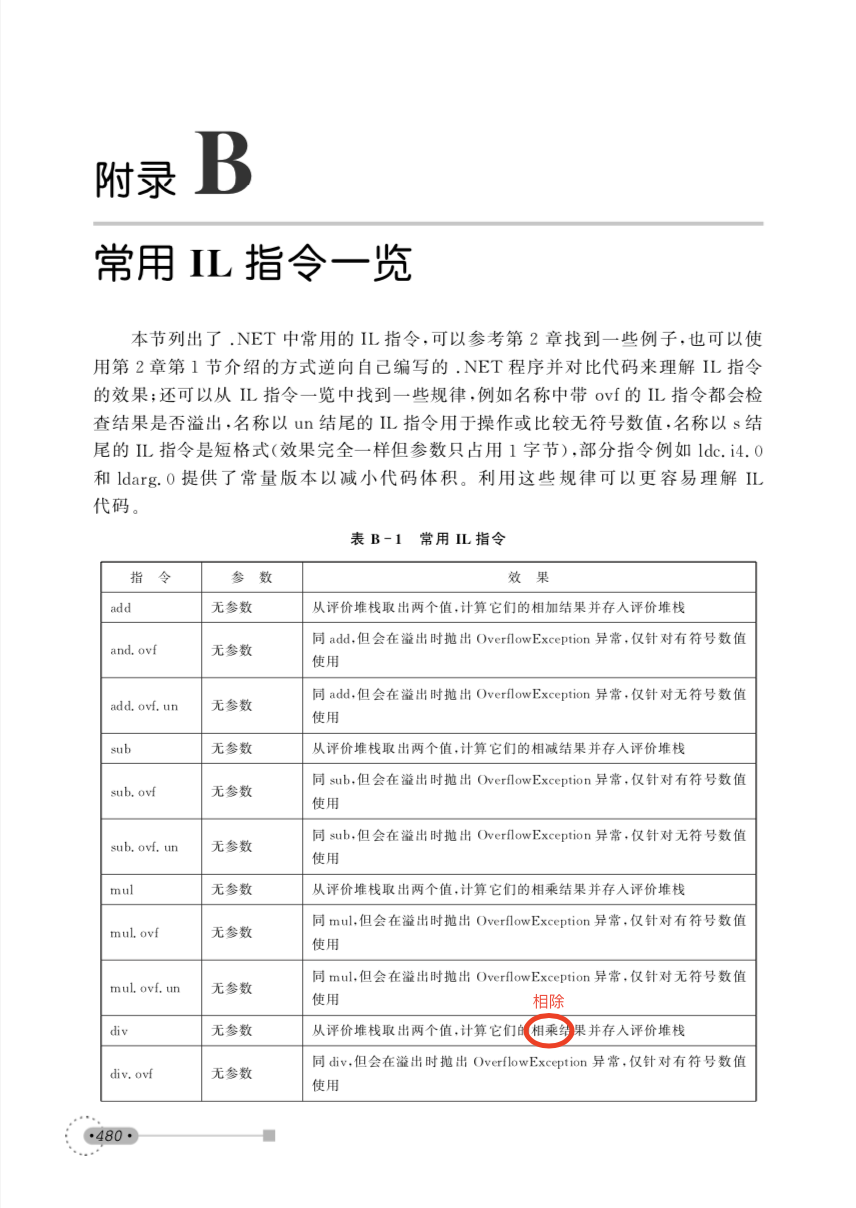 附录 B
常用 IL 指令一览
本节列出了 .NET 中常用的 IL 指令,可以参考第 2 章找到一些例子,也可以使
用第 2 章第 1 节介绍的方式逆向自己编写的 .NET 程序并对比代码来理解 IL 指令
的效果;还可以从 IL 指令一览中找到一些规律,例如名称中带 ovf 的 IL 指令都会检
查结果是否溢出,名称以 un 结尾的 IL 指令用于操作或比较无符号数值,名称以 s 结
尾的 IL 指令是短格式(效果完全一样但参数只占用 1 字节),部分指令例如 ldc.i4.0
和 ldarg.0 提供了常量版本以减小代码体积。利用这些规律可以更容易理解 IL
代码。
表 B-1 常用 IL 指令
指 令 参 数 效 果
add 无参数 从评价堆栈取出两个值,计算它们的相加结果并存入评价堆栈
and.ovf 无参数 同 add,但会在溢出时抛出 OverflowException 异常,仅针对有符号数值
使用
add.ovf.un 无参数 同 add,但会在溢出时抛出 OverflowException 异常,仅针对无符号数值
使用
sub 无参数 从评价堆栈取出两个值,计算它们的相减结果并存入评价堆栈
sub.ovf 无参数 同 sub,但会在溢出时抛出 OverflowException 异常,仅针对有符号数值
使用
sub.ovf.un 无参数 同 sub,但会在溢出时抛出 OverflowException 异常,仅针对无符号数值
使用
mul 无参数 从评价堆栈取出两个值,计算它们的相乘结果并存入评价堆栈
mul.ovf 无参数 同 mul,但会在溢出时抛出 OverflowException 异常,仅针对有符号数值
使用
mul.ovf.un 无参数 同 mul,但会在溢出时抛出 OverflowException 异常,仅针对无符号数值
使用
相除
div 无参数 从评价堆栈取出两个值,计算它们的相乘结果并存入评价堆栈
div.ovf 无参数 同 div,但会在溢出时抛出 OverflowException 异常,仅针对有符号数值
使用
·480·